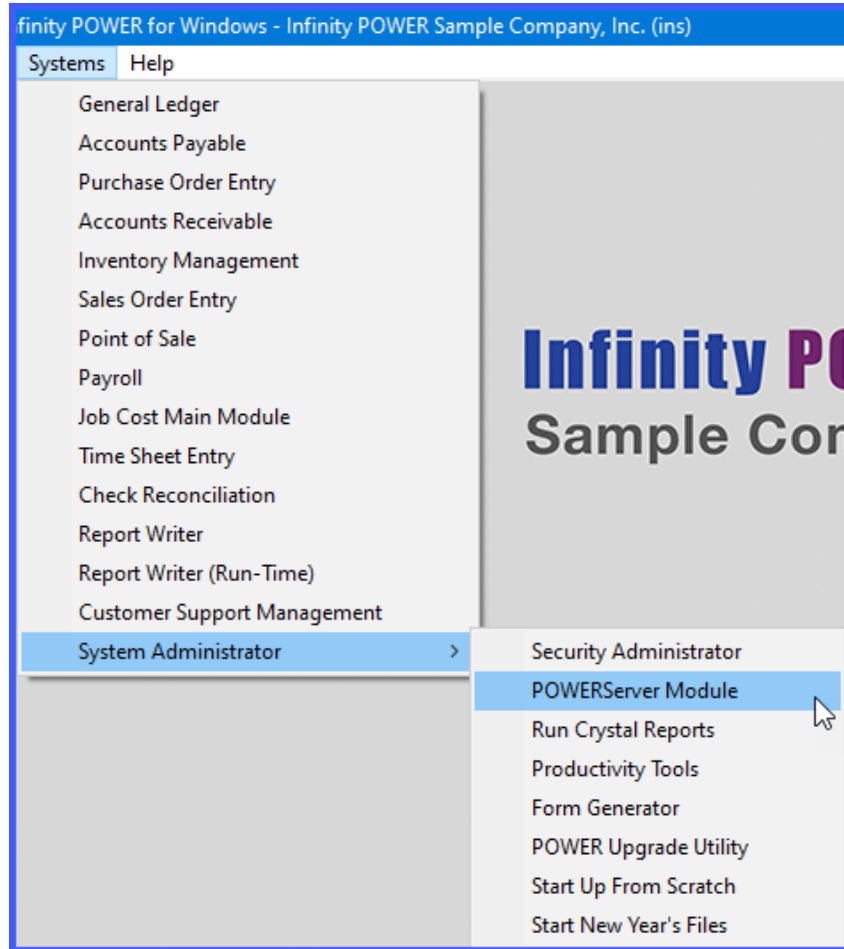 finity POWER for Windows - Infinity POWER Sample Company, Inc. (ins)
Systems Help
General Ledger
Accounts Payable
Purchase Order Entry
Accounts Receivable
Inventory Management
Sales Order Entry
Point of Sale
Payroll
Job Cost Main Module
Time Sheet Entry
Check Reconciliation
Report Writer
Report Writer (Run-Time)
Customer Support Management
System Administrator >
Security Administrator
POWERServer Module
Run Crystal Reports
Productivity Tools
Form Generator
POWER Upgrade Utility
Start Up From Scratch
Start New Year's Files
Infinity
Sample